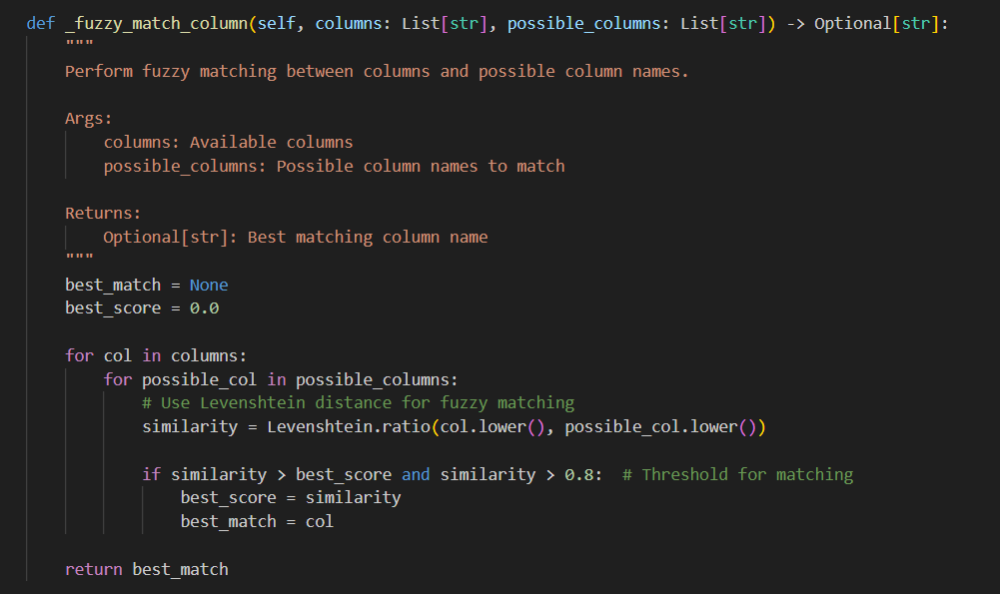 def _fuzzy_match_column(self, columns: List[str], possible_columns: List[str]) -> Optional[str]:
    """
    Perform fuzzy matching between columns and possible column names.

    Args:
        columns: Available columns
        possible_columns: Possible column names to match

    Returns:
        Optional[str]: Best matching column name
    """
    best_match = None
    best_score = 0.0

    for col in columns:
        for possible_col in possible_columns:
            # Use Levenshtein distance for fuzzy matching
            similarity = Levenshtein.ratio(col.lower(), possible_col.lower())

            if similarity > best_score and similarity > 0.8:  # Threshold for matching
                best_score = similarity
                best_match = col

    return best_match